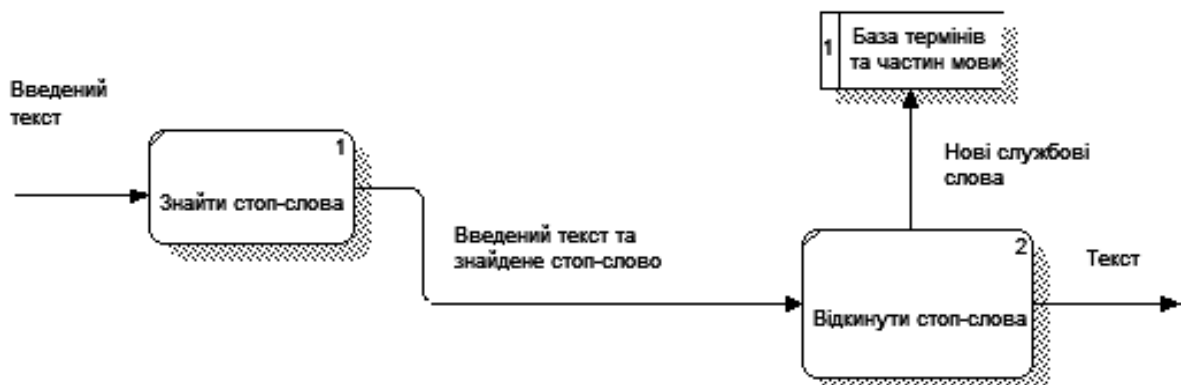 1
База термінів
та частин мови
Введений
текст
1
Знайти стоп-слова
Нові службові
слова
Введений текст та
знайдене стоп-слово
2
Відкинути стоп-слова
Текст